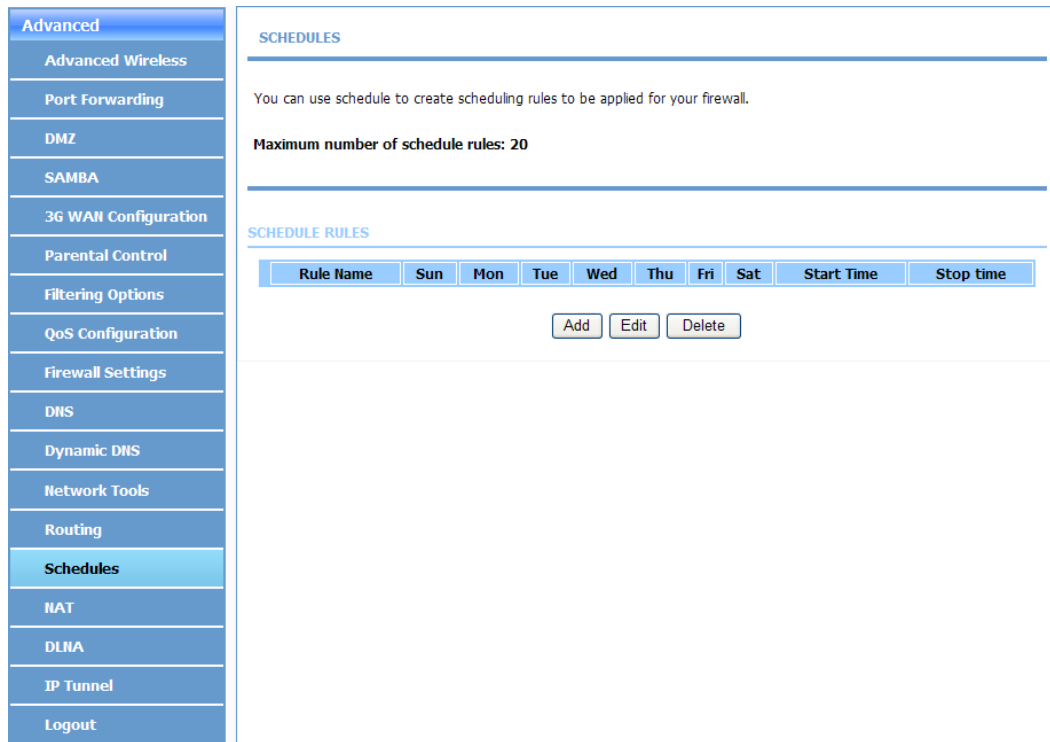 Advanced
Advanced Wireless
Port Forwarding
DMZ
SAMBA
3G WAN Configuration
Parental Control
Filtering Options
QoS Configuration
Firewall Settings
DNS
Dynamic DNS
Network Tools
Routing
Schedules
NAT
DLNA
IP Tunnel
Logout
SCHEDULES
You can use schedule to create scheduling rules to be applied for your firewall.
Maximum number of schedule rules: 20
SCHEDULE RULES
Rule Name Sun Mon Tue Wed Thu Fri Sat Start Time Stop time
Add Edit Delete